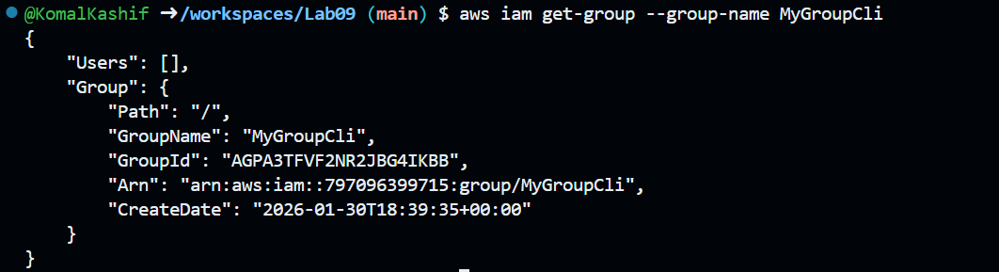 @KomalKashif ➜/workspaces/Lab09 (main) $ aws iam get-group --group-name MyGroupCli
{
    "Users": [],
    "Group": {
        "Path": "/",
        "GroupName": "MyGroupCli",
        "GroupId": "AGPA3TFVF2NR2JBG4IKBB",
        "Arn": "arn:aws:iam::797096399715:group/MyGroupCli",
        "CreateDate": "2026-01-30T18:39:35+00:00"
    }
}